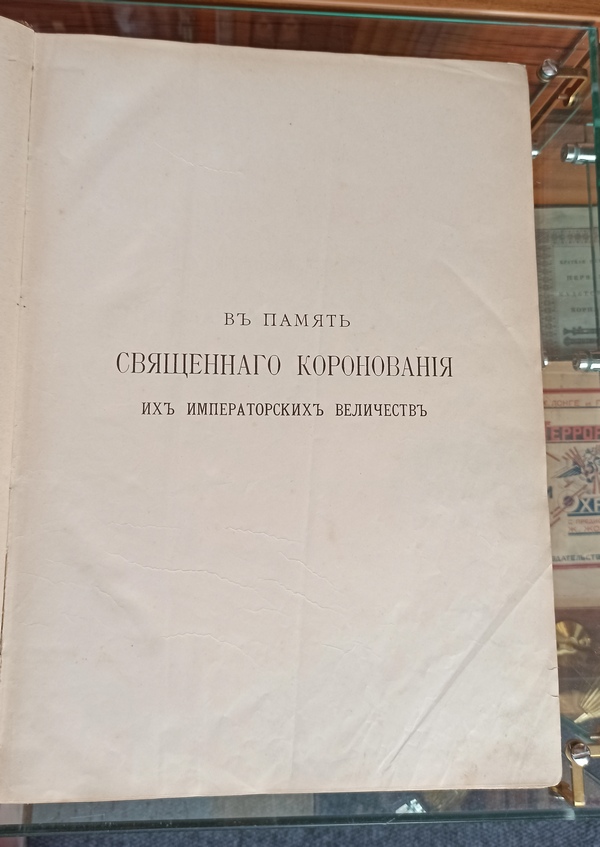 ВЪ ПАМЯТЬ
СВЯЩЕННАГО КОРОНОВАНІЯ
ИХЪ ИМПЕРАТОРСКИХЪ ВЕЛИЧЕСТВЪ